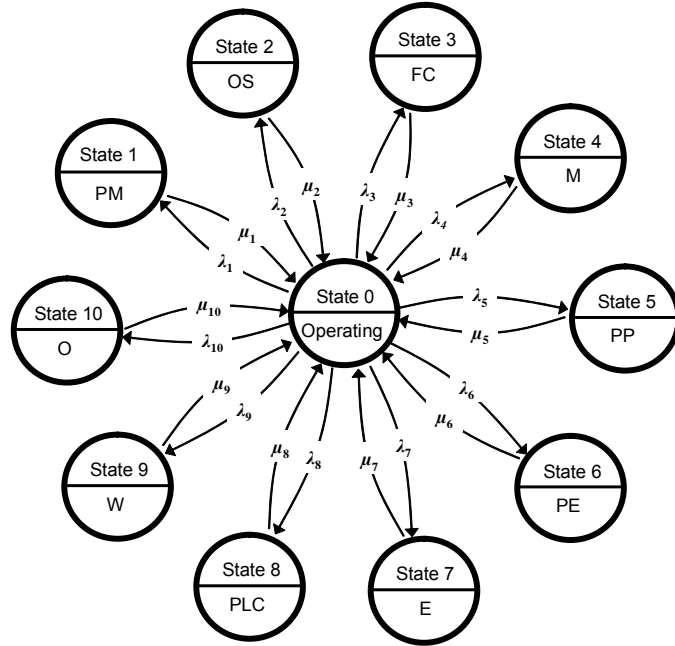 State 2
OS
State 3
FC
State 1
PM
State 4
M
μ₂
λ₂
λ₃
μ₃
λ₄
μ₄
μ₁
λ₁
State 0
Operating
State 10
O
μ₁₀
λ₁₀
λ₅
μ₅
State 5
PP
μ₉
λ₉
λ₆
μ₆
μ₈
λ₈
μ₇
λ₇
State 9
W
State 6
PE
State 8
PLC
State 7
E